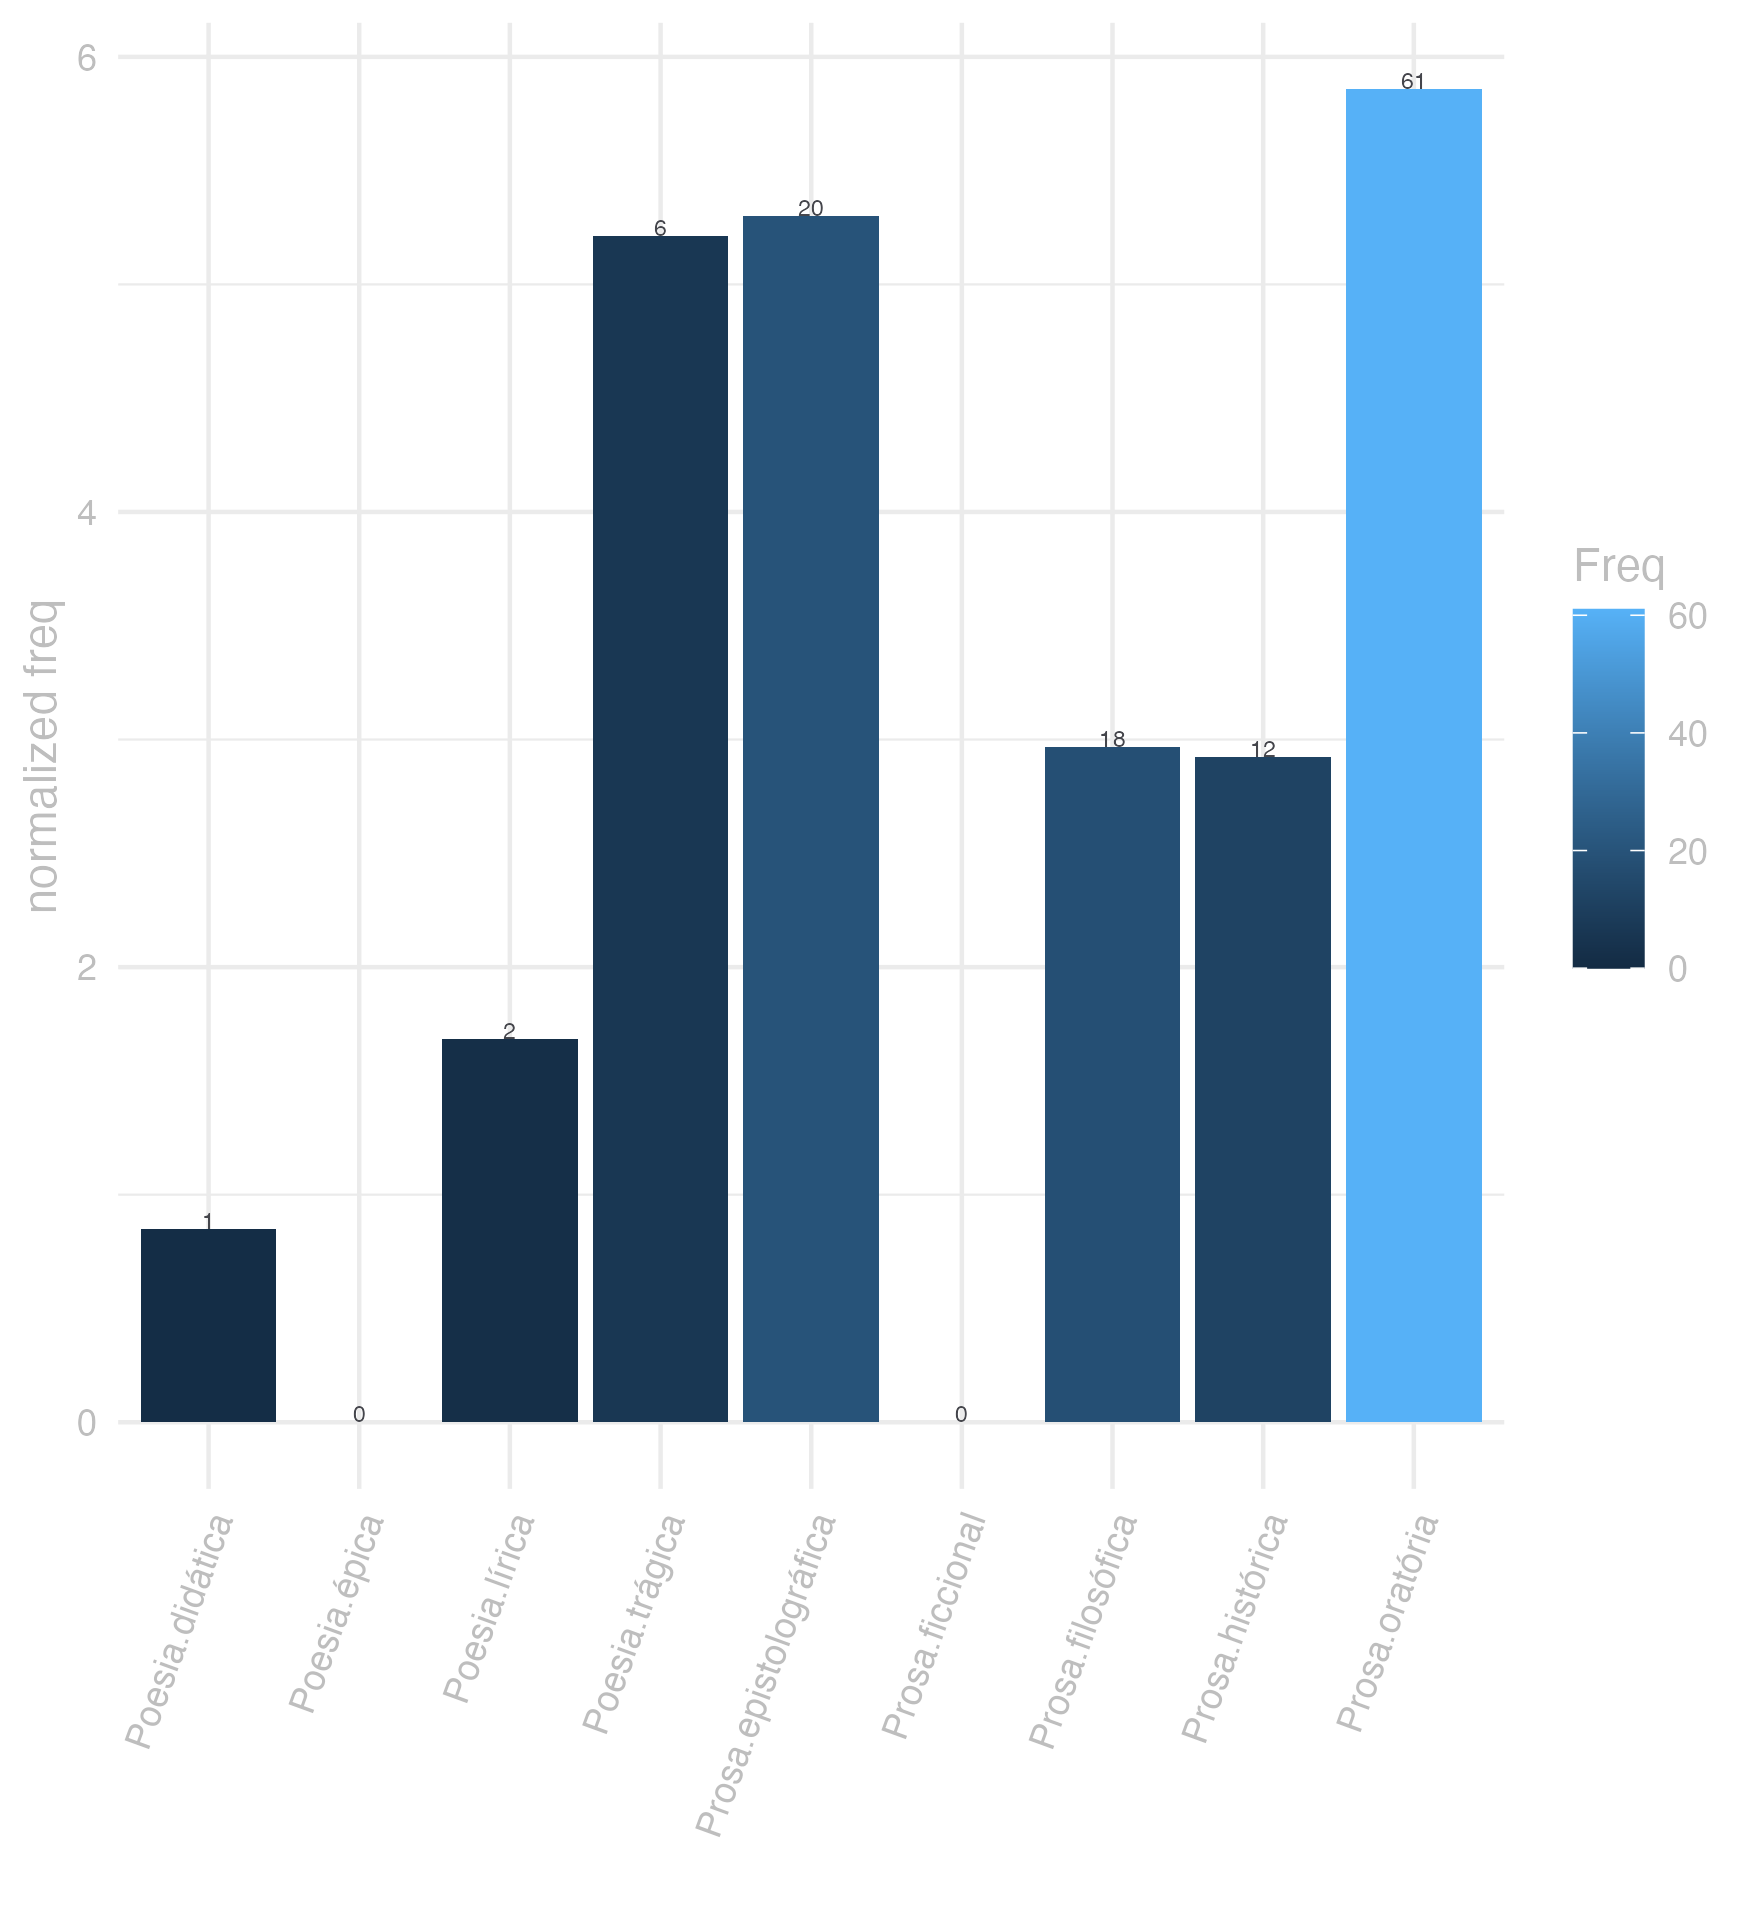 normalized freq
6
4
2
0
1
0
2
6
20
0
18
12
61
Poesia.didática
Poesia.épica
Poesia.lírica
Poesia.trágica
Prosa.epistolográfica
Prosa.ficcional
Prosa.filosófica
Prosa.histórica
Prosa.oratória
Freq
60
40
20
0